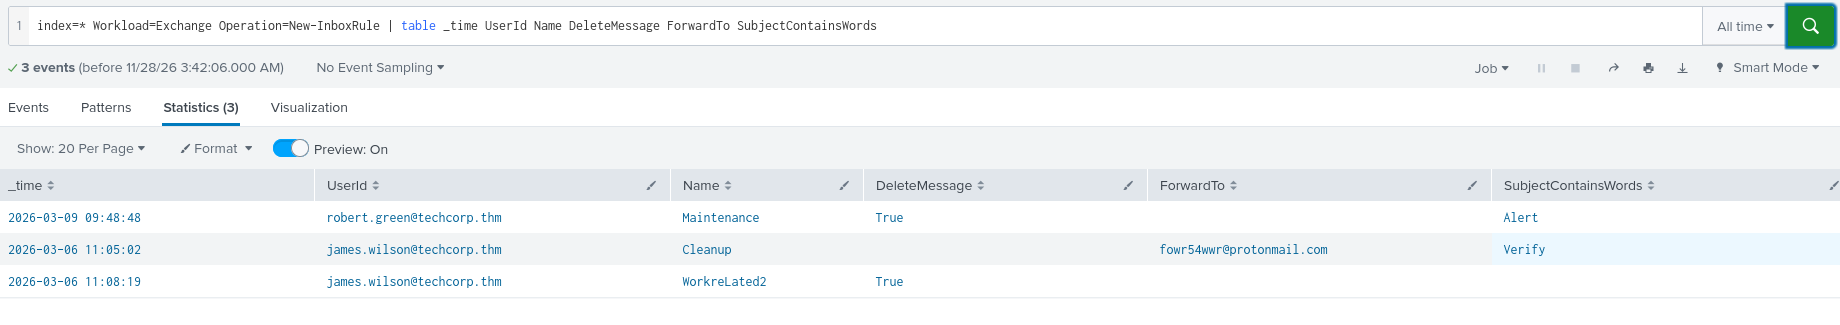 1 index=* Workload=Exchange Operation=New-InboxRule | table _time UserId Name DeleteMessage ForwardTo SubjectContainsWords All time
3 events (before 11/28/26 3:42:06.000 AM) No Event Sampling Job Smart Mode
Events Patterns Statistics (3) Visualization
Show: 20 Per Page Format Preview: On
_time UserId Name DeleteMessage ForwardTo SubjectContainsWords
2026-03-09 09:48:48 robert.green@techcorp.thm Maintenance True Alert
2026-03-06 11:05:02 james.wilson@techcorp.thm Cleanup fowr54wwr@protonmail.com Verify
2026-03-06 11:08:19 james.wilson@techcorp.thm WorkreLated2 True